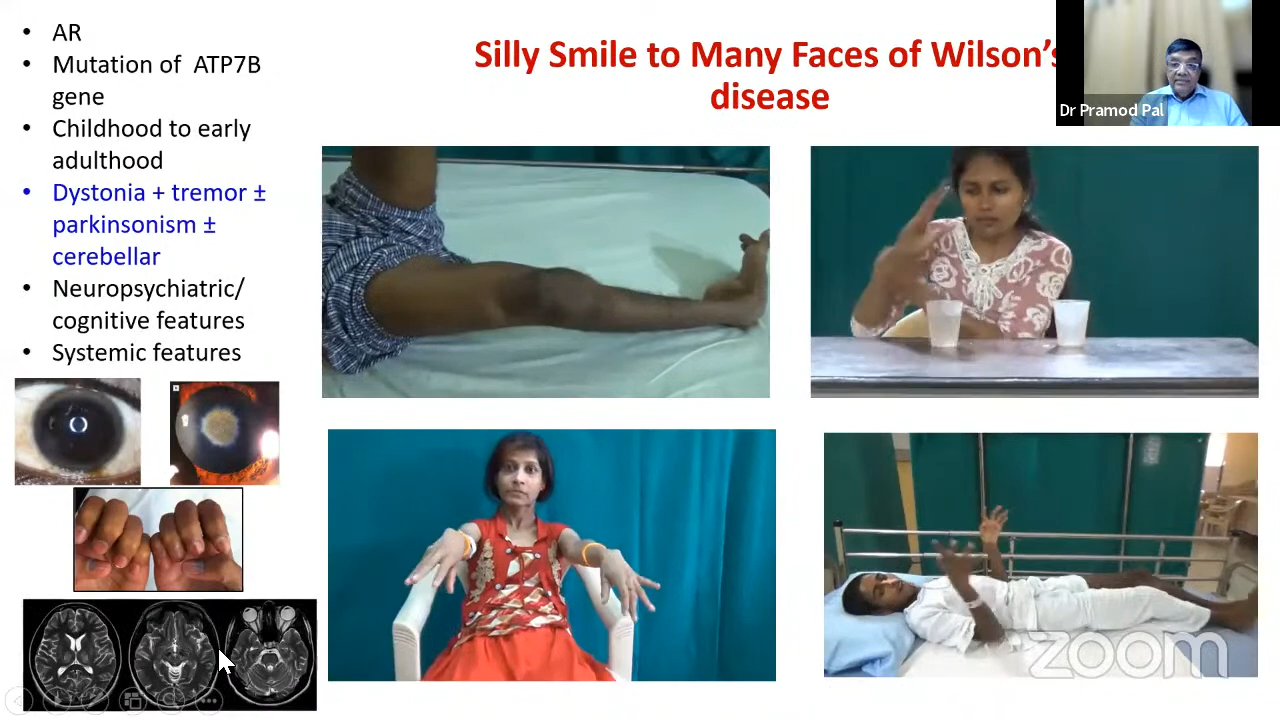 • AR
• Mutation of ATP7B
gene
• Childhood to early
adulthood
• Dystonia + tremor ±
parkinsonism ±
cerebellar
• Neuropsychiatric/
cognitive features
• Systemic features
Silly Smile to Many Faces of Wilson’s
disease
Dr Pramod Pal
zoom